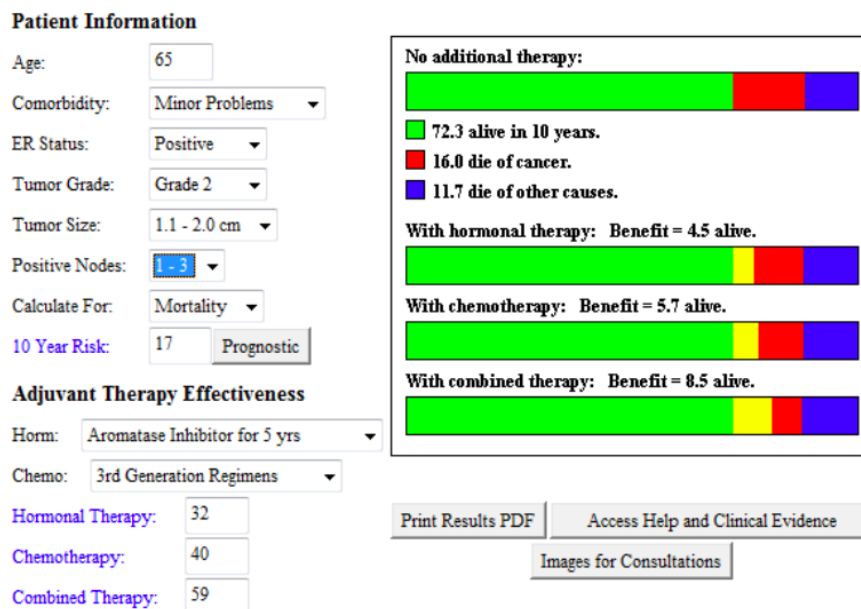 Patient Information
Age: 65
Comorbidity: Minor Problems
ER Status: Positive
Tumor Grade: Grade 2
Tumor Size: 1.1 - 2.0 cm
Positive Nodes: 1 - 3
Calculate For: Mortality
10 Year Risk: 17 Prognostic
Adjuvant Therapy Effectiveness
Horm: Aromatase Inhibitor for 5 yrs
Chemo: 3rd Generation Regimens
Hormonal Therapy: 32
Chemotherapy: 40
Combined Therapy: 59
No additional therapy:
72.3 alive in 10 years.
16.0 die of cancer.
11.7 die of other causes.
With hormonal therapy: Benefit = 4.5 alive.
With chemotherapy: Benefit = 5.7 alive.
With combined therapy: Benefit = 8.5 alive.
Print Results PDF Access Help and Clinical Evidence
Images for Consultations